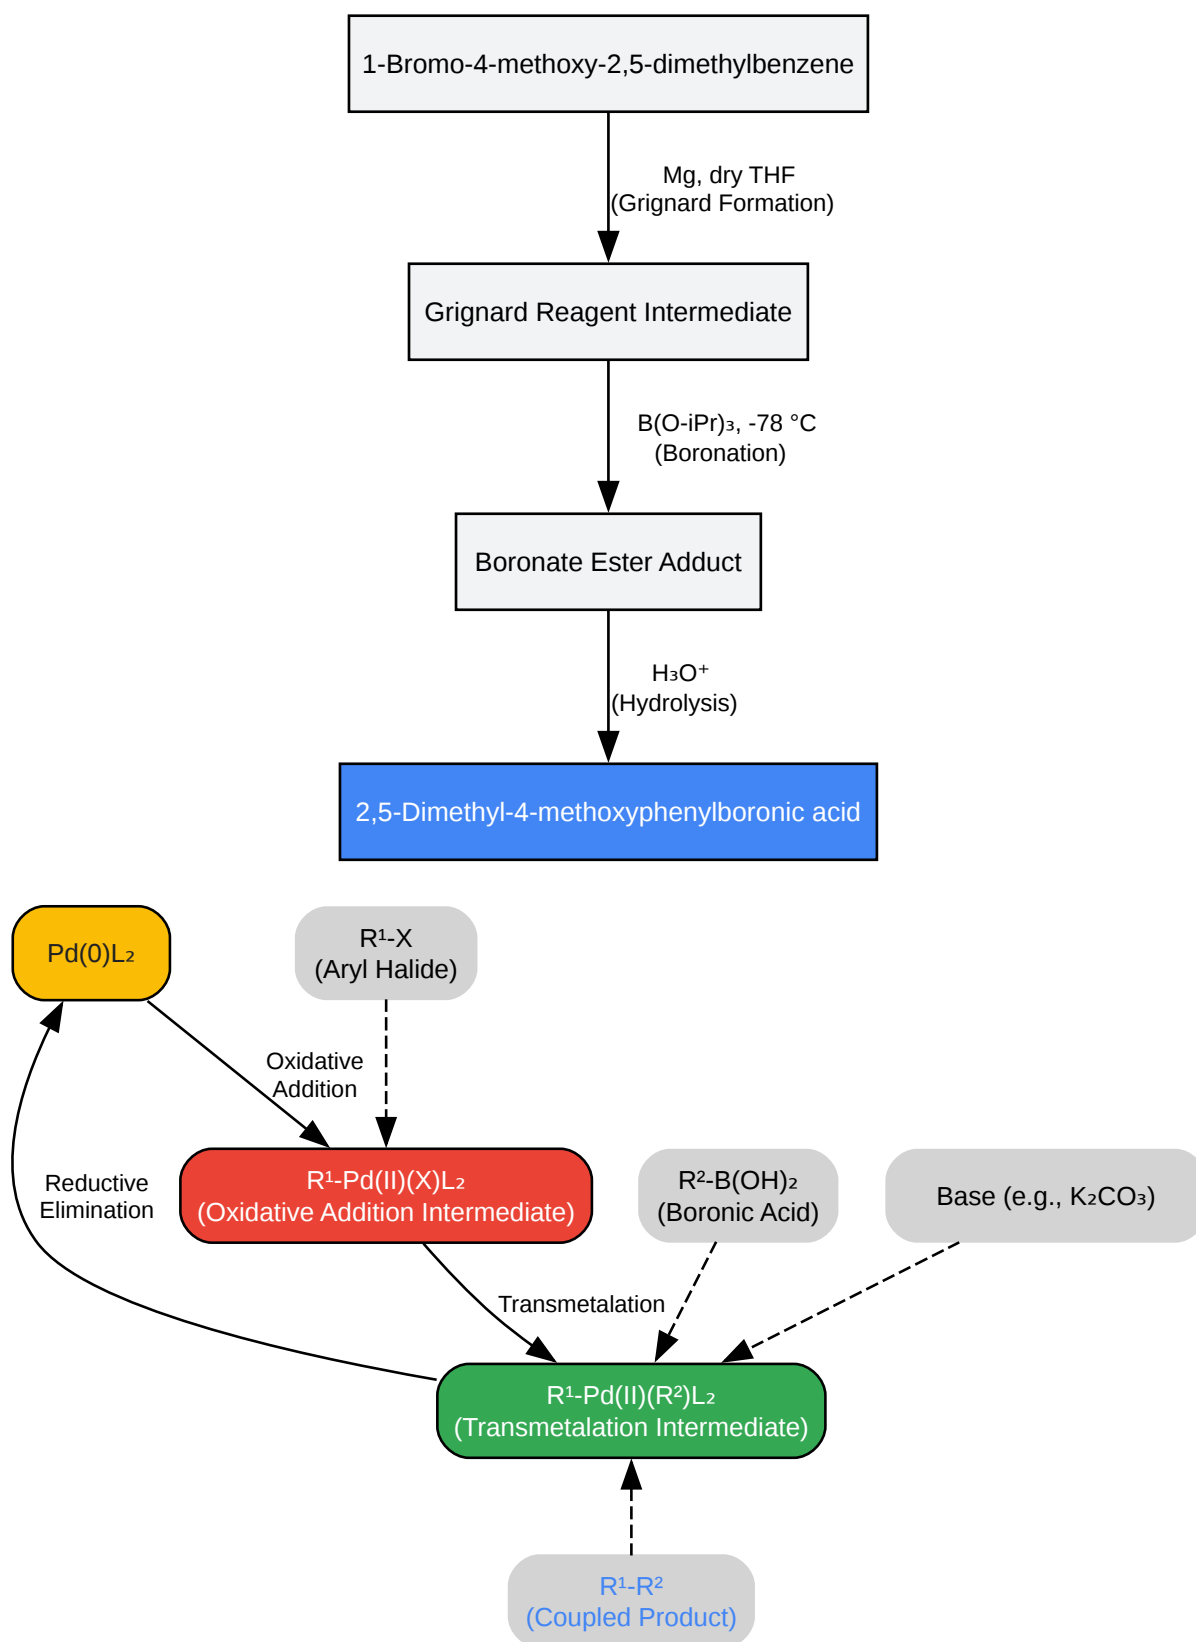 1-Bromo-4-methoxy-2,5-dimethylbenzene
Mg, dry THF
(Grignard Formation)
Grignard Reagent Intermediate
B(O-iPr)₃, -78 °C
(Boronation)
Boronate Ester Adduct
H₃O⁺
(Hydrolysis)
2,5-Dimethyl-4-methoxyphenylboronic acid
Pd(0)L₂
R¹-X
(Aryl Halide)
Oxidative
Addition
R¹-Pd(II)(X)L₂
(Oxidative Addition Intermediate)
Reductive
Elimination
R²-B(OH)₂
(Boronic Acid)
Base (e.g., K₂CO₃)
Transmetalation
R¹-Pd(II)(R²)L₂
(Transmetalation Intermediate)
R¹-R²
(Coupled Product)